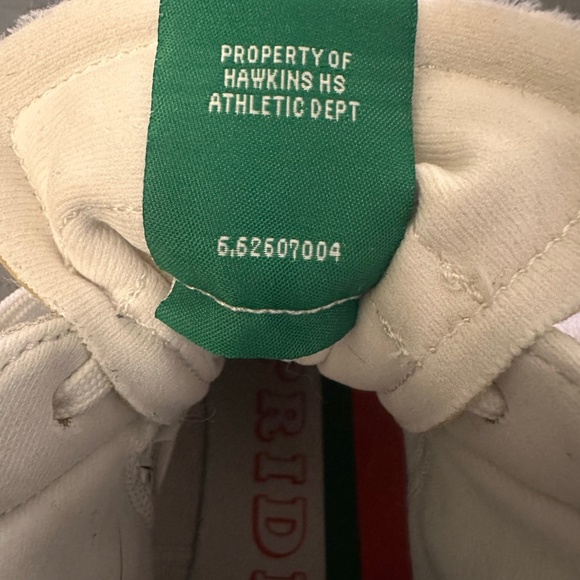 PROPERTY OF
HAWKINS HS
ATHLETIC DEPT
6,62607004